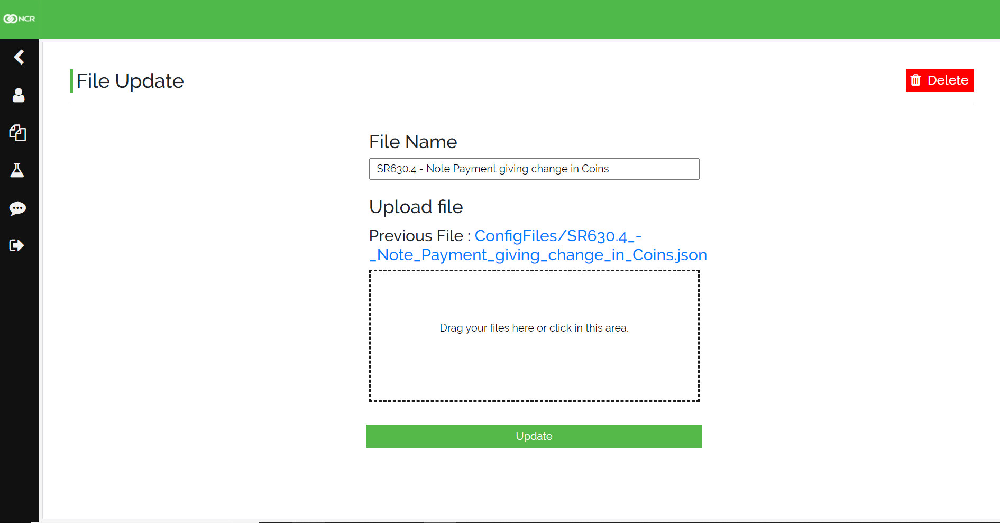 NCR
File Update
Delete
File Name
SR630.4 - Note Payment giving change in Coins
Upload file
Previous File : ConfigFiles/SR630.4_-
_Note_Payment_giving_change_in_Coins.json
Drag your files here or click in this area.
Update